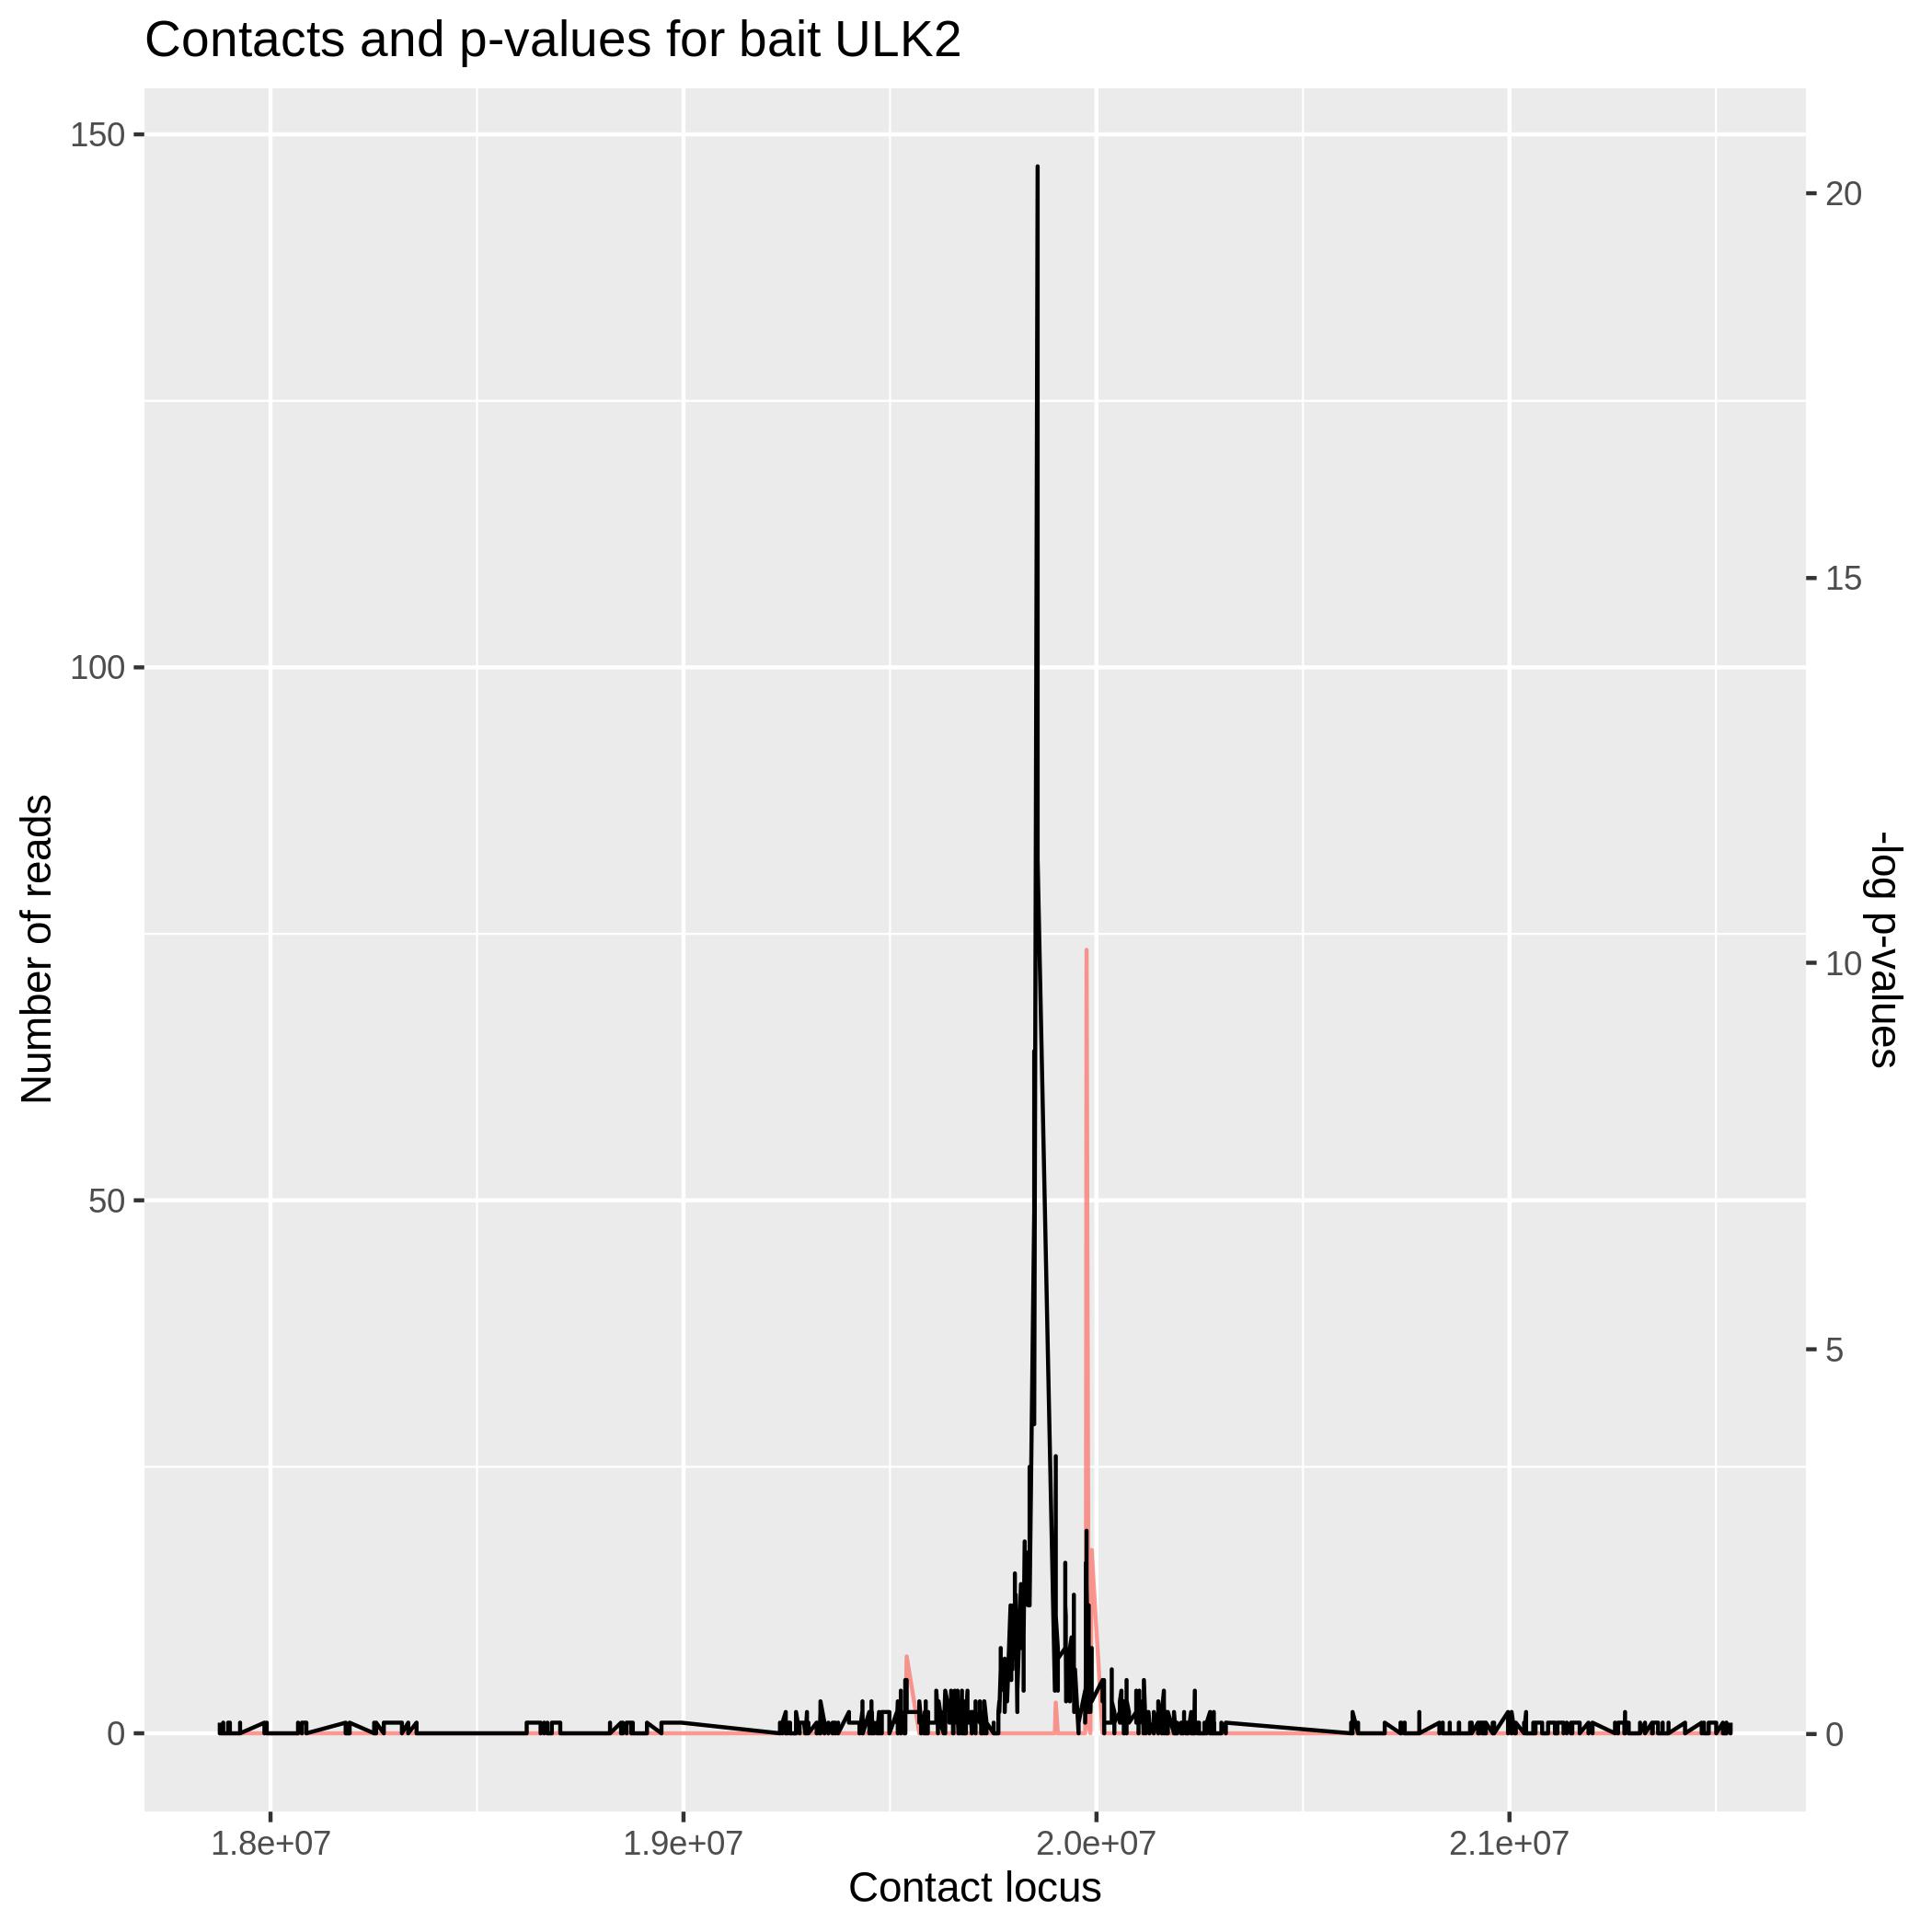 Contacts and p-values for bait ULK2
150
100
50
0
20
15
10
5
0
Number of reads
-log p-values
1.8e+07
1.9e+07
2.0e+07
2.1e+07
Contact locus